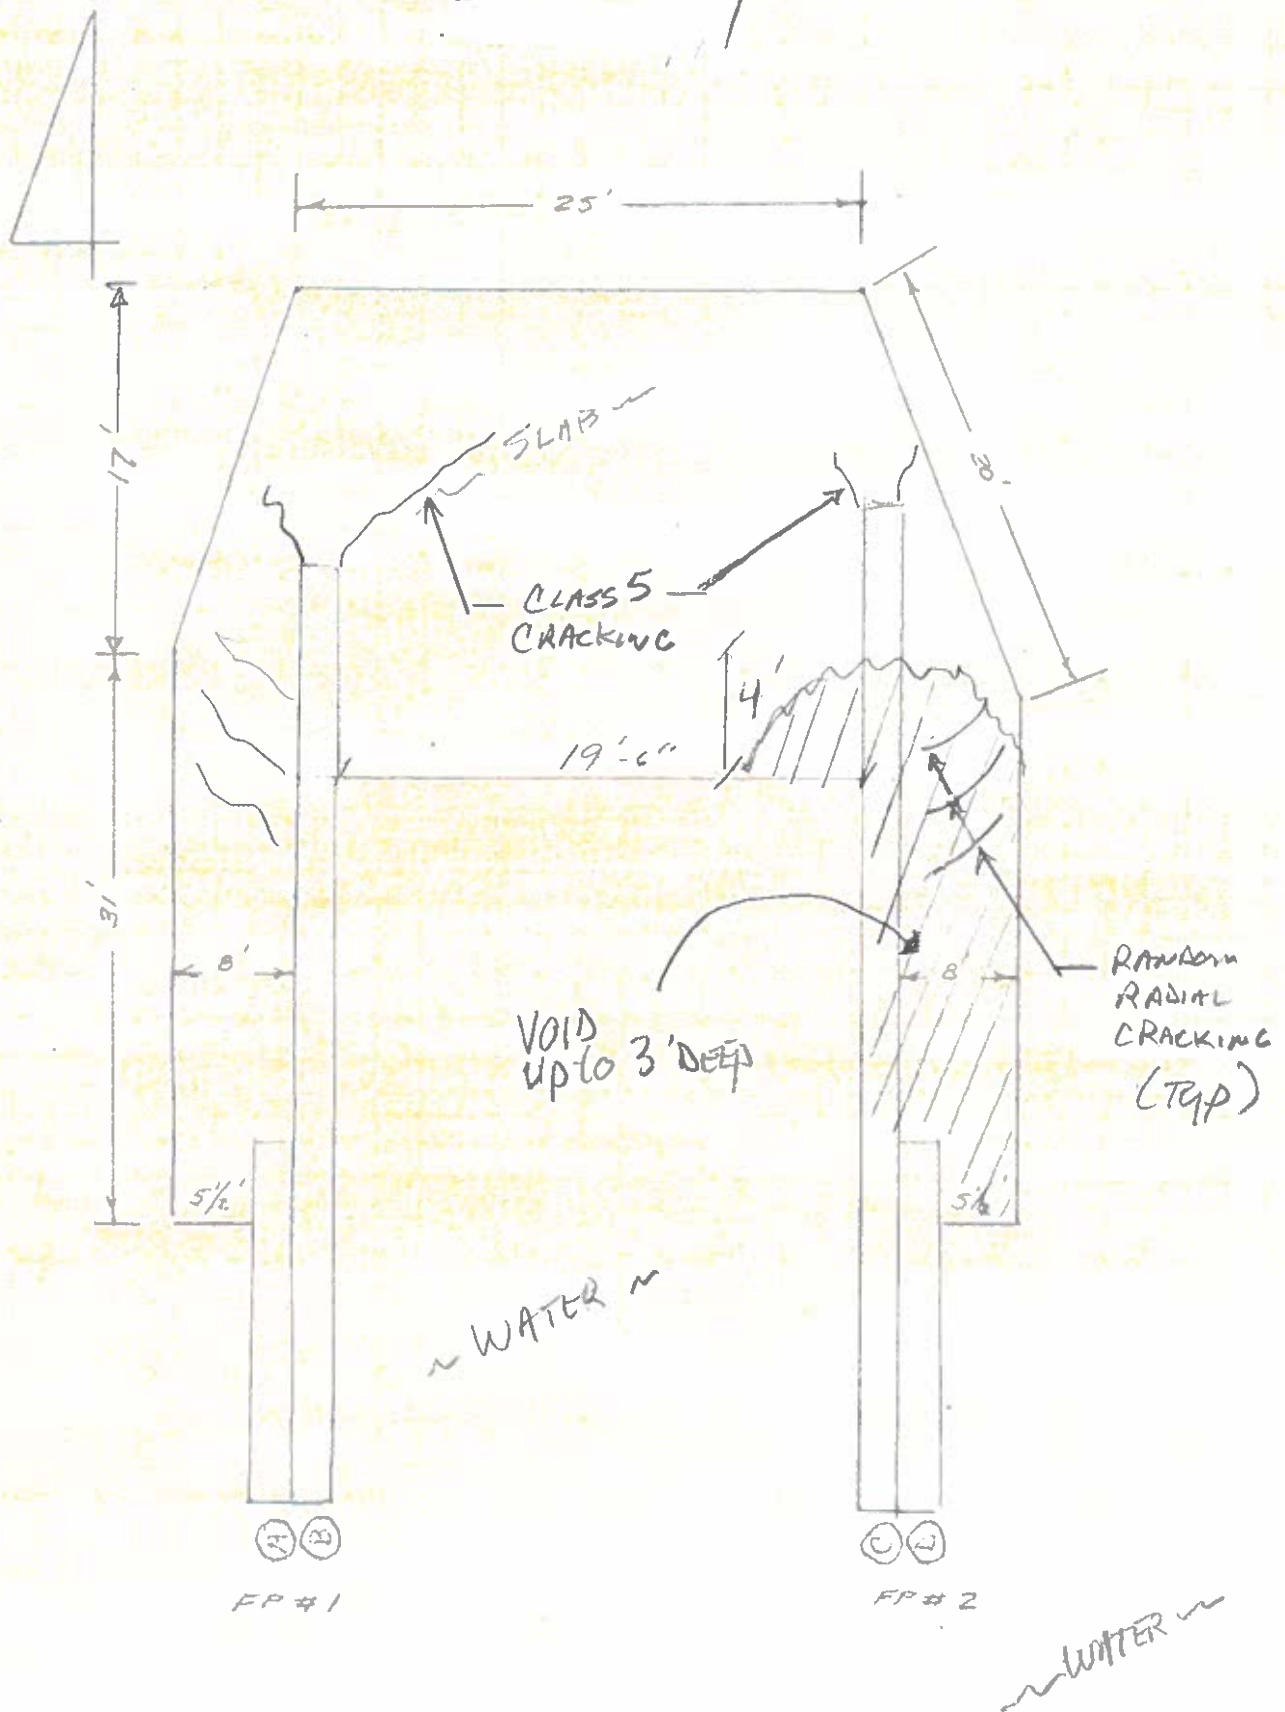 25'
17'
SLAB
CLASS 5
CRACKING
4'
19'-6"
31'
8'
8'
RANDOM
RADIAL
CRACKING
(Typ)
VOID
up to 3' DEEP
5½'
5½'
~ WATER ~
A B
C D
FP #1
FP #2
~ WATER ~